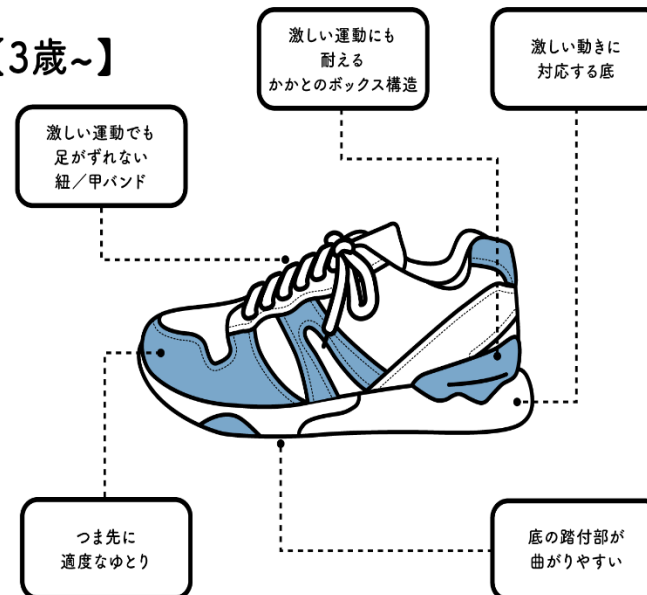 【3歳~】
激しい運動にも
耐える
かかとのボックス構造
激しい動きに
対応する底
激しい運動でも
足がずれない
紐／甲バンド
つま先に
適度なゆとり
底の踏付部が
曲がりやすい